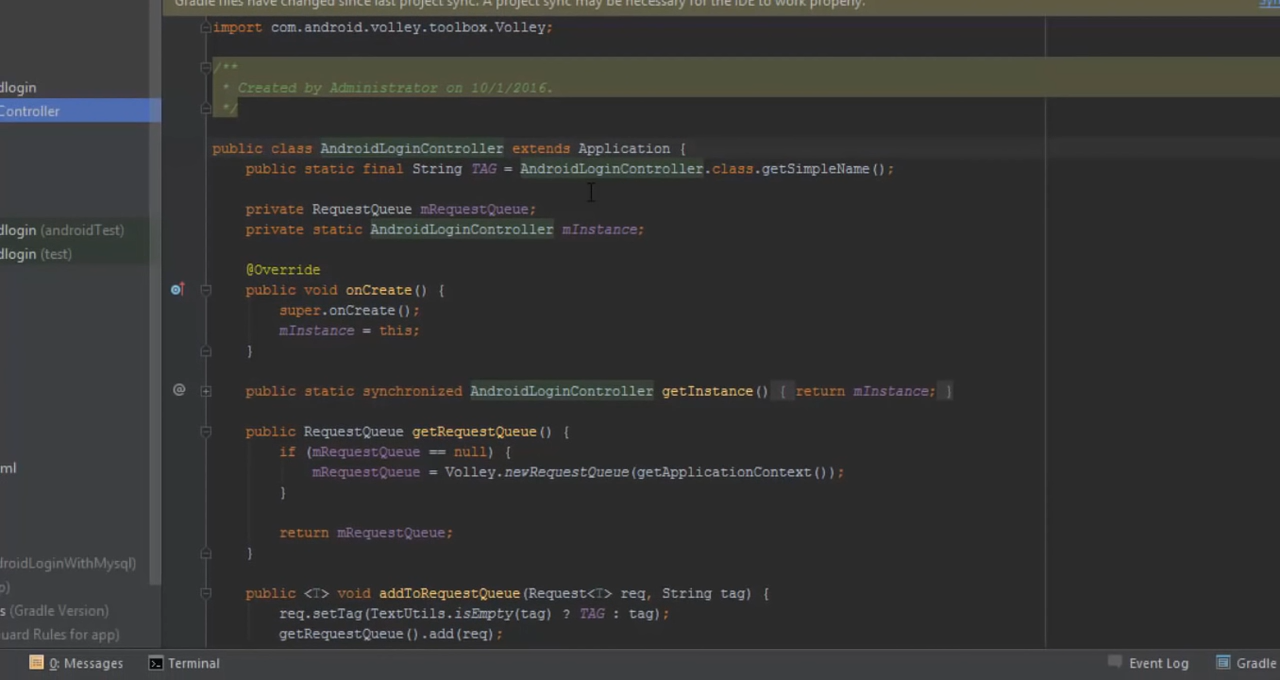 Gradle files have changed since last project sync. A project sync may be necessary for the IDE to work properly.
import com.android.volley.toolbox.Volley;
dlogin
/**
* Created by Administrator on 10/1/2016.
Controller
*/
public class AndroidLoginController extends Application {
public static final String TAG = AndroidLoginController.class.getSimpleName();
private RequestQueue mRequestQueue;
dlogin (androidTest)
private static AndroidLoginController mInstance;
dlogin (test)
@Override
public void onCreate() {
super.onCreate();
mInstance = this;
}
public static synchronized AndroidLoginController getInstance() { return mInstance; }
public RequestQueue getRequestQueue() {
if (mRequestQueue == null) {
ml
mRequestQueue = Volley.newRequestQueue(getApplicationContext());
}
return mRequestQueue;
}
droidLoginWithMysql)
p)
public <T> void addToRequestQueue(Request<T> req, String tag) {
s (Gradle Version)
req.setTag(TextUtils.isEmpty(tag) ? TAG : tag);
uard Rules for app)
getRequestQueue().add(req);
0: Messages Terminal Event Log Gradle